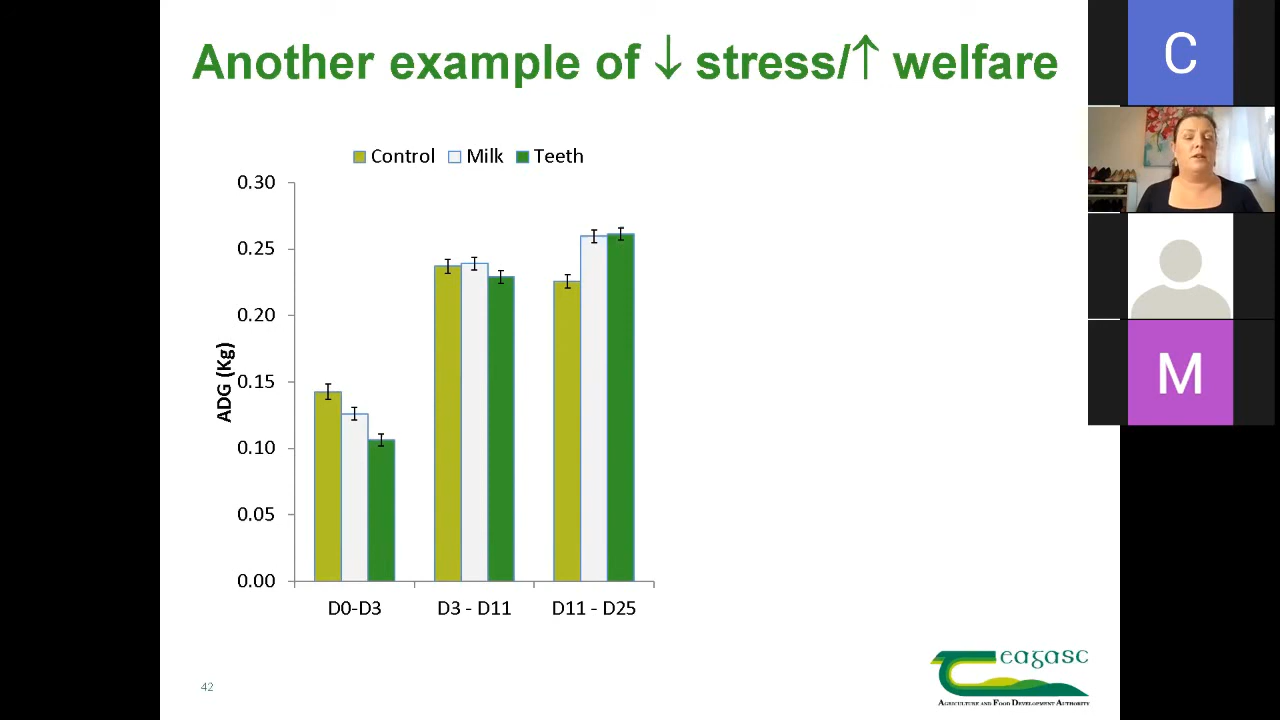 Another example of ↓ stress/↑ welfare
Control Milk Teeth
0.30
0.25
0.20
0.15
0.10
0.05
0.00
ADG (Kg)
D0-D3 D3 - D11 D11 - D25
42
eagasc
AGRICULTURE AND FOOD DEVELOPMENT AUTHORITY
C
M